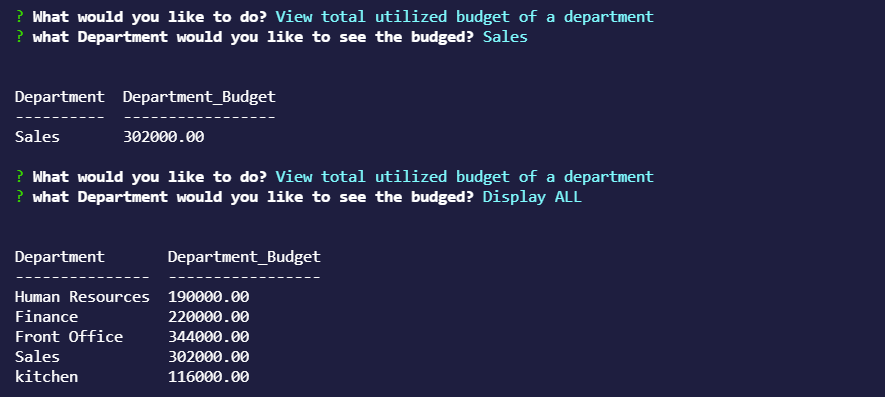 ? What would you like to do? View total utilized budget of a department
? what Department would you like to see the budged? Sales
Department  Department_Budget
----------  -----------------
Sales       302000.00
? What would you like to do? View total utilized budget of a department
? what Department would you like to see the budged? Display ALL
Department       Department_Budget
---------------  -----------------
Human Resources  190000.00
Finance          220000.00
Front Office     344000.00
Sales            302000.00
kitchen          116000.00